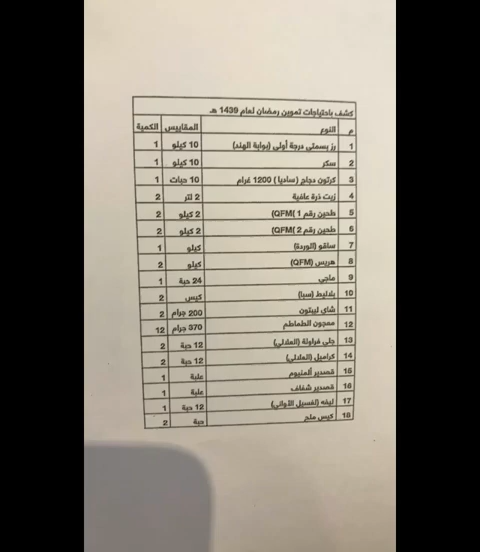 كشف باحتياجات تموين رمضان لعام 1439 هـ
م النوع المقاييس الكمية
1 رز بسمتي درجة أولى (بوابة الهند) 10 كيلو 1
2 سكر 10 كيلو 1
3 كرتون دجاج (ساديا) 1200 غرام 10 حبات 1
4 زيت ذرة عافية 2 لتر 2
5 طحين رقم 1 (QFM) 2 كيلو 2
6 طحين رقم 2 (QFM) 2 كيلو 2
7 ساقو (الوردة) كيلو 1
8 هريس (QFM) كيلو 2
9 ماجي 24 حبة 1
10 بلاليط (سبا) كيس 2
11 شاي ليبتون 200 جرام 2
12 معجون الطماطم 370 جرام 12
13 جلي فراولة (العلالي) 12 حبة 2
14 كراميل (العلالي) 12 حبة 2
15 قصدير ألمنيوم علبة 1
16 قصدير شفاف علبة 1
17 ليفه (لغسيل الأواني) 12 حبة 1
18 كيس ملح حبة 2